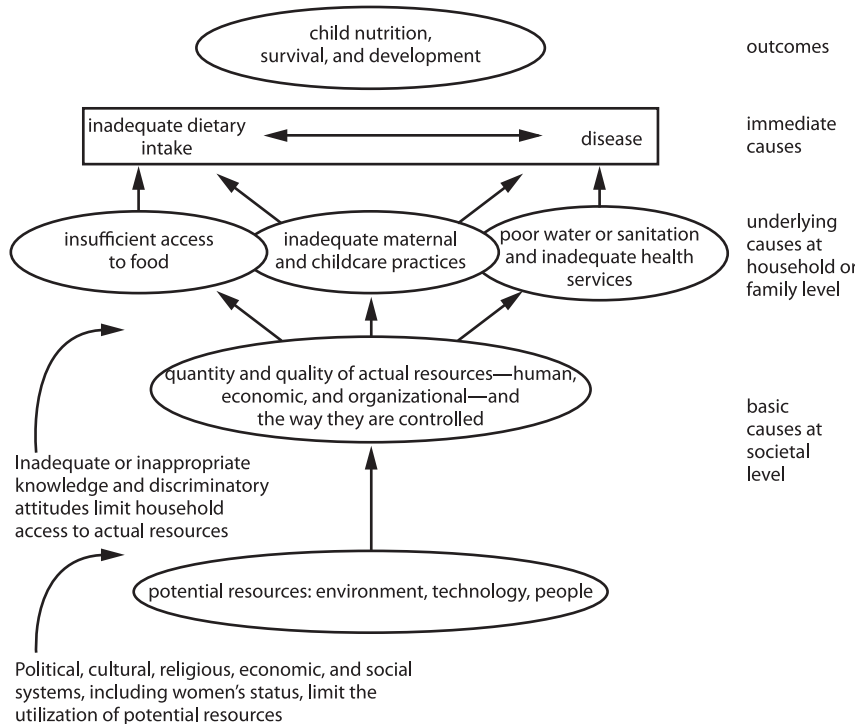 child nutrition,
survival, and development
outcomes
inadequate dietary
intake
disease
immediate
causes
insufficient access
to food
inadequate maternal
and childcare practices
poor water or sanitation
and inadequate health
services
underlying
causes at
household or
family level
quantity and quality of actual resources—human,
economic, and organizational—and
the way they are controlled
basic
causes at
societal
level
Inadequate or inappropriate
knowledge and discriminatory
attitudes limit household
access to actual resources
potential resources: environment, technology, people
Political, cultural, religious, economic, and social
systems, including women’s status, limit the
utilization of potential resources